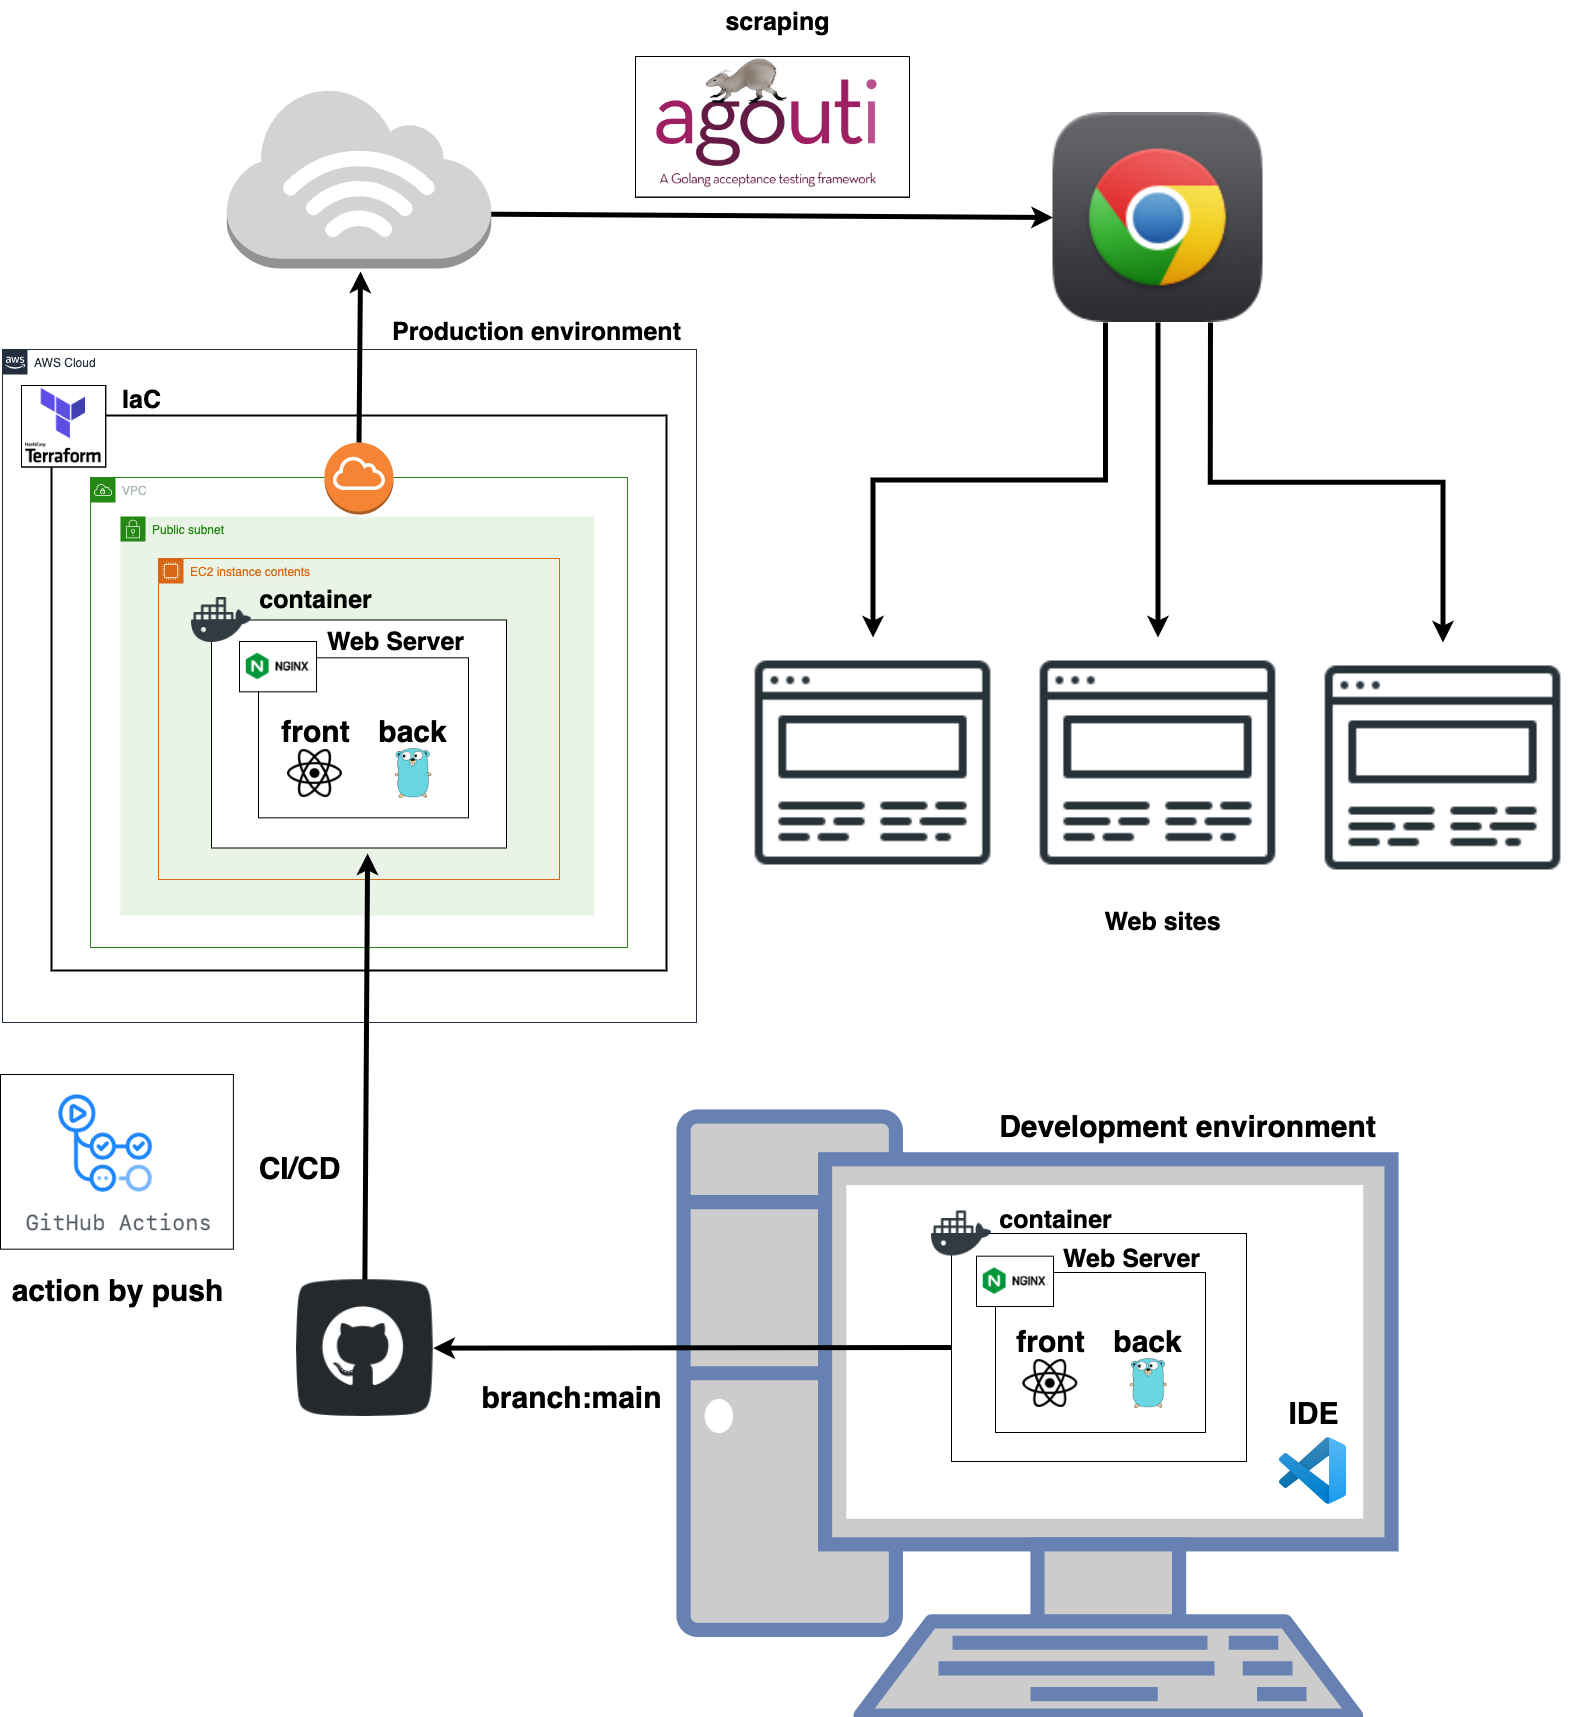 scraping
agouti
A Golang acceptance testing framework
Production environment
aws
AWS Cloud
IaC
HashiCorp
Terraform
VPC
Public subnet
EC2 instance contents
container
Web Server
NGINX
front
back
Web sites
GitHub Actions
CI/CD
action by push
branch:main
Development environment
container
Web Server
NGINX
front
back
IDE